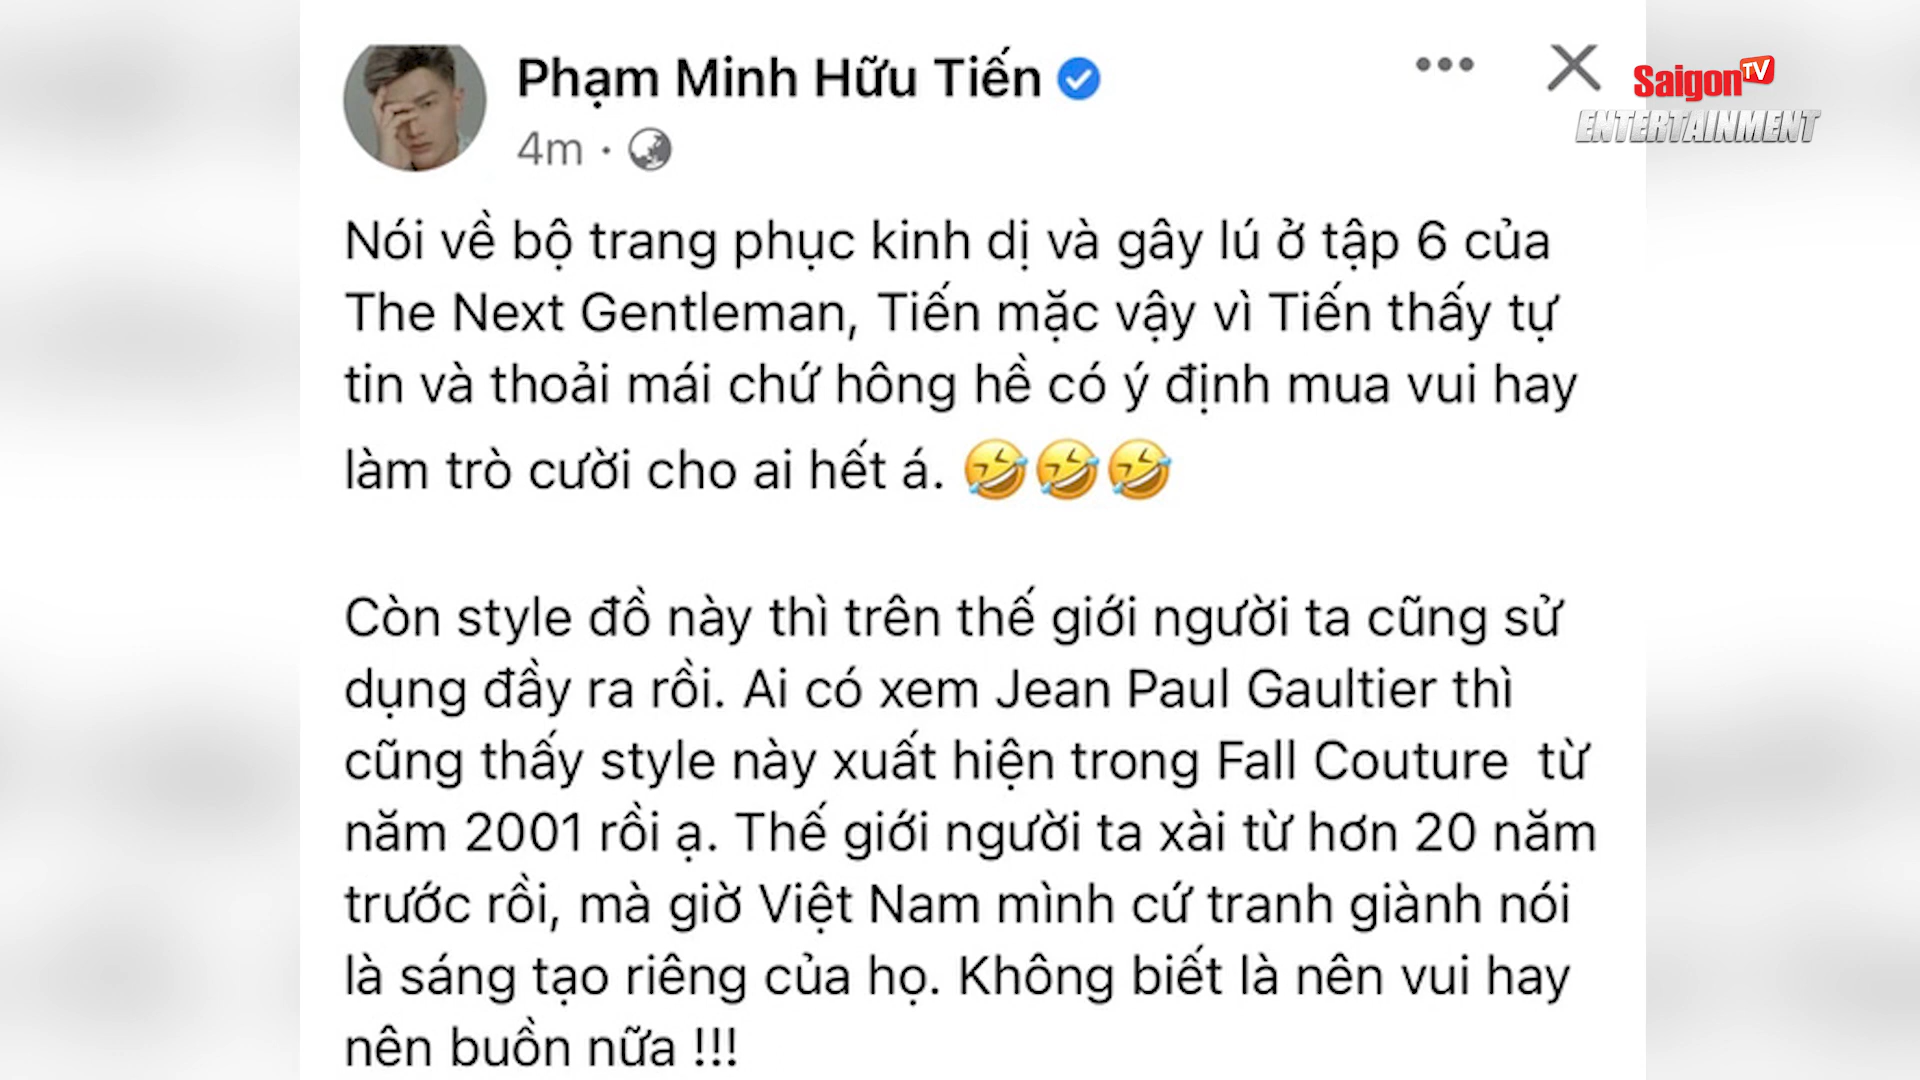 Phạm Minh Hữu Tiến
4m ·
Saigon TV
ENTERTAINMENT
Nói về bộ trang phục kinh dị và gây lú ở tập 6 của
The Next Gentleman, Tiến mặc vậy vì Tiến thấy tự
tin và thoải mái chứ hông hề có ý định mua vui hay
làm trò cười cho ai hết á. 🤣🤣🤣
Còn style đồ này thì trên thế giới người ta cũng sử
dụng đầy ra rồi. Ai có xem Jean Paul Gaultier thì
cũng thấy style này xuất hiện trong Fall Couture từ
năm 2001 rồi ạ. Thế giới người ta xài từ hơn 20 năm
trước rồi, mà giờ Việt Nam mình cứ tranh giành nói
là sáng tạo riêng của họ. Không biết là nên vui hay
nên buồn nữa !!!